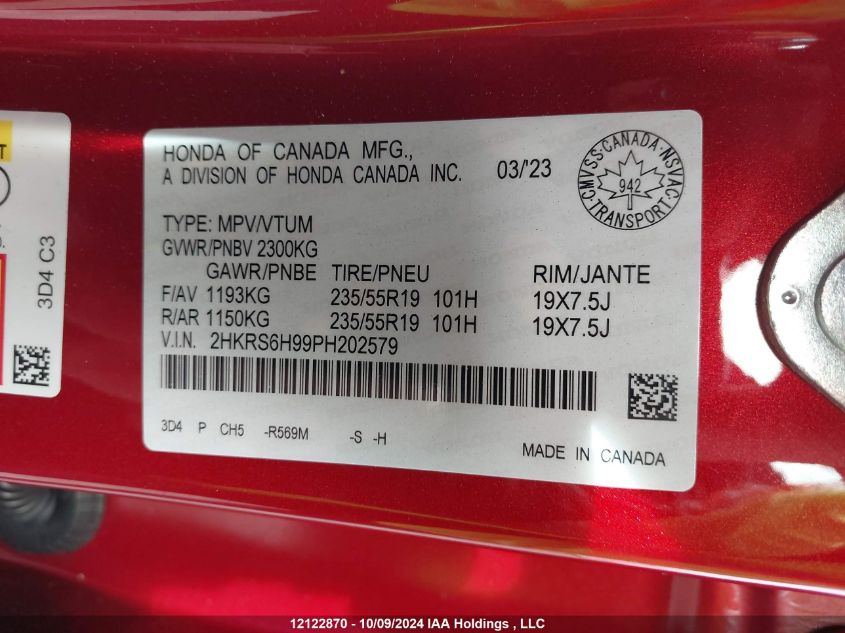 HONDA OF CANADA MFG.,
A DIVISION OF HONDA CANADA INC. 03/'23
CMVSS·CANADA·NSVAC·TRANSPORT
942
TYPE: MPV/VTUM
GVWR/PNBV 2300KG
GAWR/PNBE TIRE/PNEU RIM/JANTE
F/AV 1193KG 235/55R19 101H 19X7.5J
R/AR 1150KG 235/55R19 101H 19X7.5J
V.I.N. 2HKRS6H99PH202579
3D4 P CH5 -R569M -S -H
MADE IN CANADA
3D4 C3
12122870 - 10/09/2024 IAA Holdings , LLC